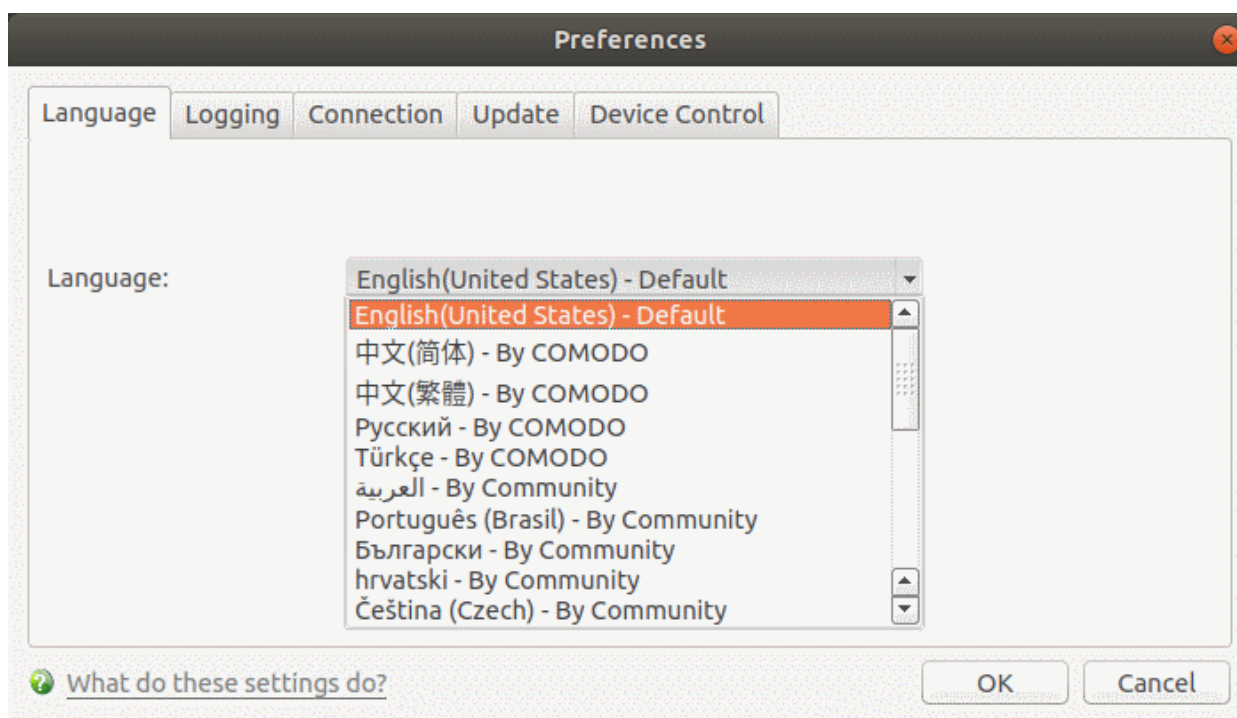 Preferences
Language Logging Connection Update Device Control
Language: English(United States) - Default
English(United States) - Default
中文(简体) - By COMODO
中文(繁體) - By COMODO
Русский - By COMODO
Türkçe - By COMODO
العربية - By Community
Português (Brasil) - By Community
Български - By Community
hrvatski - By Community
Čeština (Czech) - By Community
What do these settings do? OK Cancel